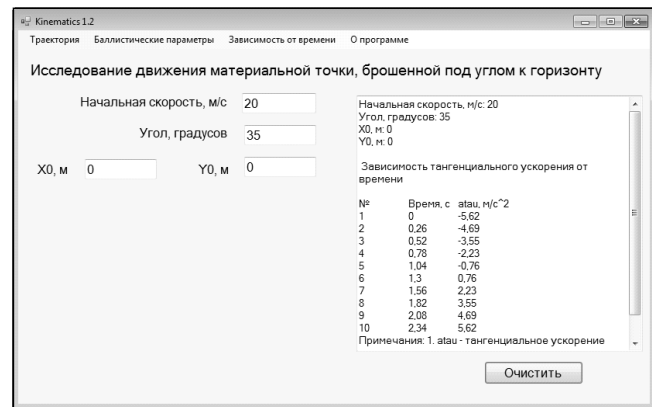 Kinematics 1.2
Траектория Баллистические параметры Зависимость от времени О программе
Исследование движения материальной точки, брошенной под углом к горизонту
Начальная скорость, м/с 20
Угол, градусов 35
X0, м 0 Y0, м 0
Начальная скорость, м/с: 20
Угол, градусов: 35
X0, м: 0
Y0, м: 0
Зависимость тангенциального ускорения от
времени
№ Время, с atau, м/с^2
1 0 -5,62
2 0,26 -4,69
3 0,52 -3,55
4 0,78 -2,23
5 1,04 -0,76
6 1,3 0,76
7 1,56 2,23
8 1,82 3,55
9 2,08 4,69
10 2,34 5,62
Примечания: 1. atau - тангенциальное ускорение
Очистить